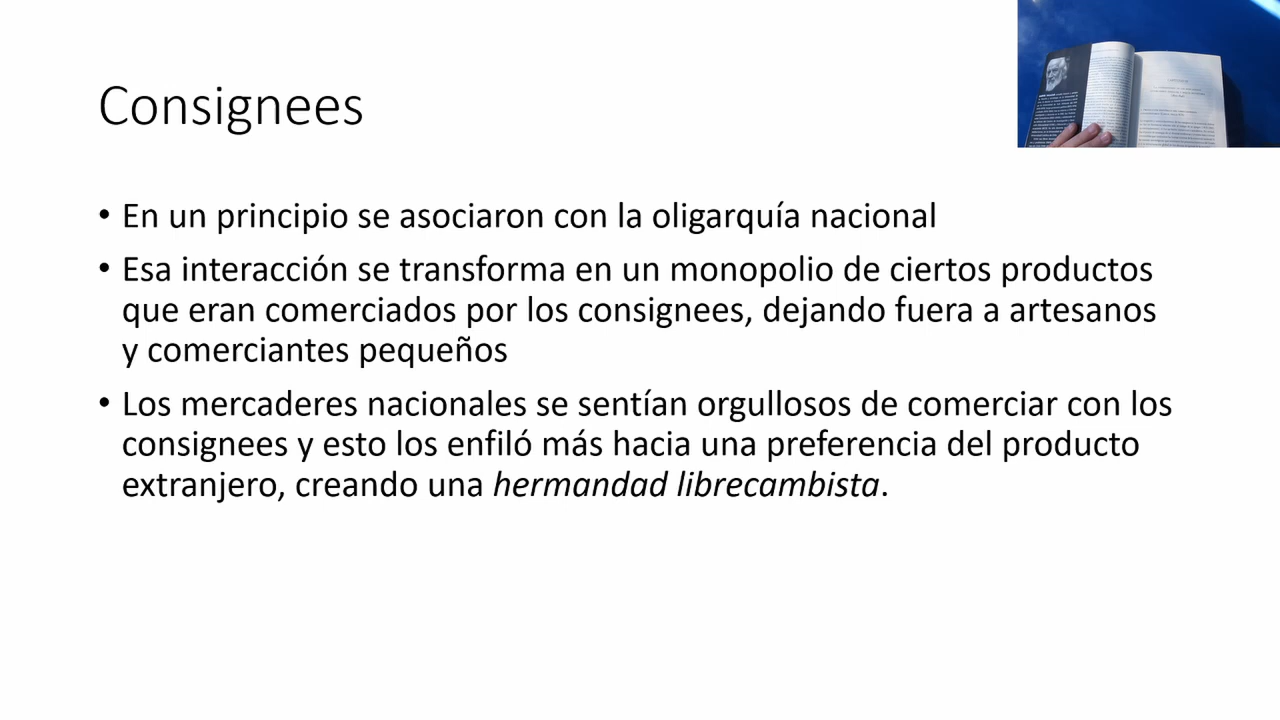 Consignees
• En un principio se asociaron con la oligarquía nacional
• Esa interacción se transforma en un monopolio de ciertos productos
que eran comerciados por los consignees, dejando fuera a artesanos
y comerciantes pequeños
• Los mercaderes nacionales se sentían orgullosos de comerciar con los
consignees y esto los enfiló más hacia una preferencia del producto
extranjero, creando una hermandad librecambista.